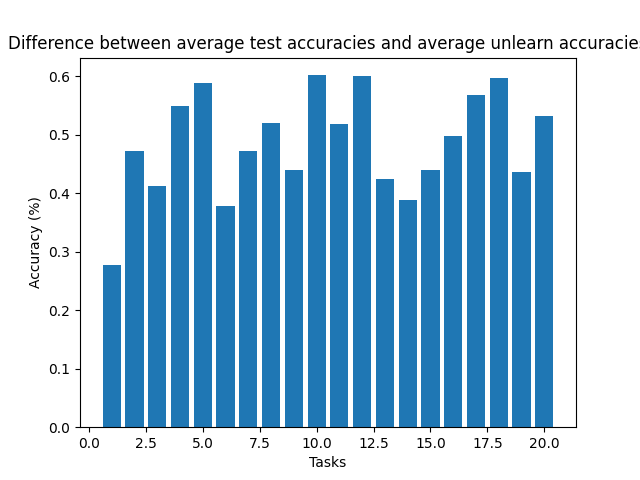 Difference between average test accuracies and average unlearn accuracies
Accuracy (%)
0.6
0.5
0.4
0.3
0.2
0.1
0.0
0.0 2.5 5.0 7.5 10.0 12.5 15.0 17.5 20.0
Tasks